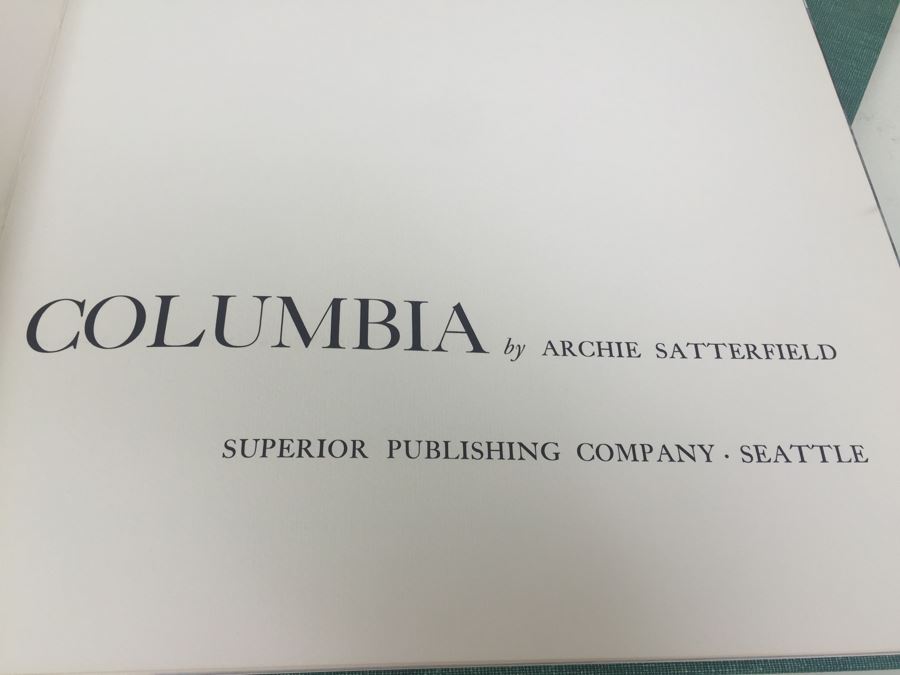 COLUMBIA by ARCHIE SATTERFIELD
SUPERIOR PUBLISHING COMPANY · SEATTLE